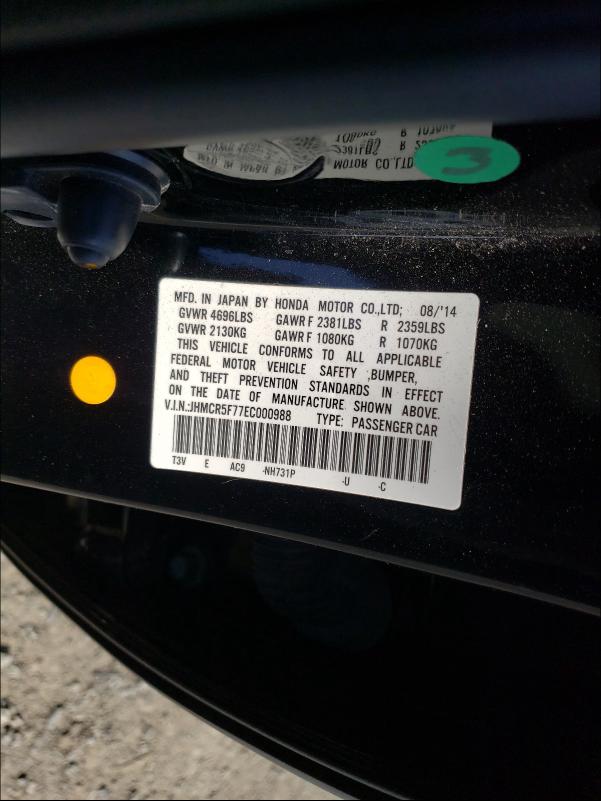 3
MFD. IN JAPAN BY HONDA MOTOR CO.,LTD; 08/'14
GVWR 4696LBS GAWR F 2381LBS R 2359LBS
GVWR 2130KG GAWR F 1080KG R 1070KG
THIS VEHICLE CONFORMS TO ALL APPLICABLE
FEDERAL MOTOR VEHICLE SAFETY ,BUMPER,
AND THEFT PREVENTION STANDARDS IN EFFECT
ON THE DATE OF MANUFACTURE SHOWN ABOVE.
V.I.N.:JHMCR5F77EC000988 TYPE: PASSENGER CAR
T3V E AC9 -NH731P -U -C